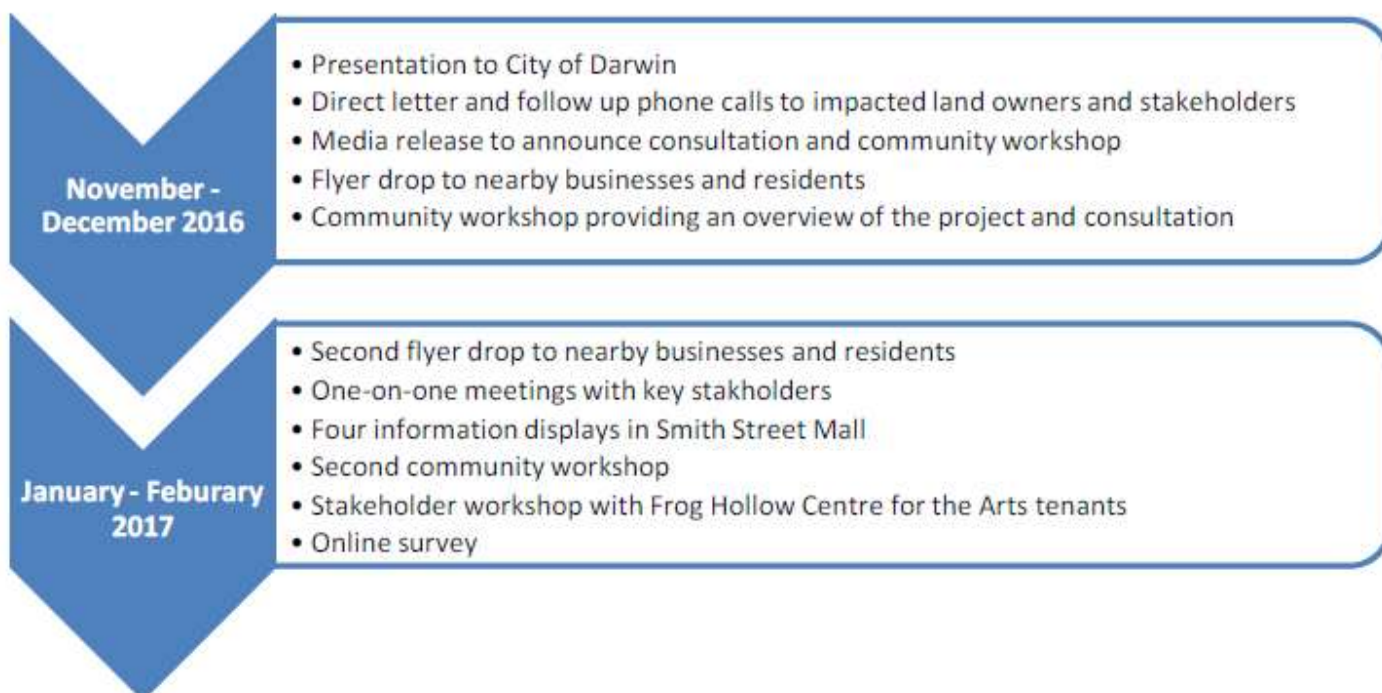 November -
December 2016
• Presentation to City of Darwin
• Direct letter and follow up phone calls to impacted land owners and stakeholders
• Media release to announce consultation and community workshop
• Flyer drop to nearby businesses and residents
• Community workshop providing an overview of the project and consultation
January - Feburary
2017
• Second flyer drop to nearby businesses and residents
• One-on-one meetings with key stakholders
• Four information displays in Smith Street Mall
• Second community workshop
• Stakeholder workshop with Frog Hollow Centre for the Arts tenants
• Online survey